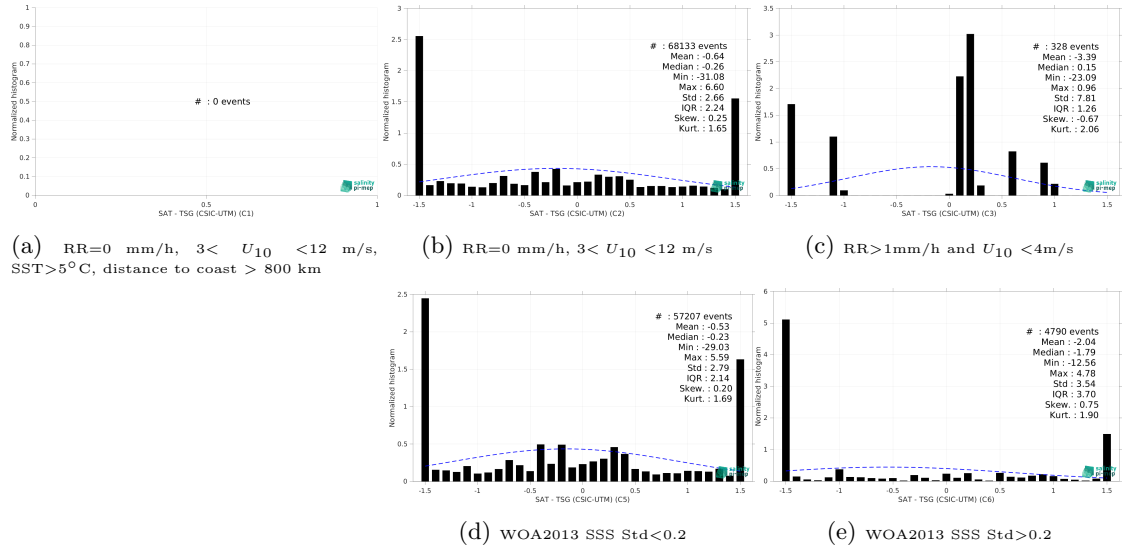 Normalized histogram
1
0.9
0.8
0.7
0.6
0.5
0.4
0.3
0.2
0.1
0
# : 0 events
salinity
pi-mep
0
0.5
1
SAT - TSG (CSIC-UTM) (C1)
(a) RR=0 mm/h, 3< U10 <12 m/s,
SST>5°C, distance to coast > 800 km
Normalized histogram
3
2.5
2
1.5
1
0.5
0
# : 68133 events
Mean : -0.64
Median : -0.26
Min : -31.08
Max : 6.60
Std : 2.66
IQR : 2.24
Skew. : 0.25
Kurt. : 1.65
salinity
pi-mep
-1.5
-1
-0.5
0
0.5
1
1.5
SAT - TSG (CSIC-UTM) (C2)
(b) RR=0 mm/h, 3< U10 <12 m/s
Normalized histogram
3.5
3
2.5
2
1.5
1
0.5
0
# : 328 events
Mean : -3.39
Median : 0.15
Min : -23.09
Max : 0.96
Std : 7.81
IQR : 1.26
Skew. : -0.67
Kurt. : 2.06
salinity
pi-mep
-1.5
-1
-0.5
0
0.5
1
1.5
SAT - TSG (CSIC-UTM) (C3)
(c) RR>1mm/h and U10 <4m/s
Normalized histogram
2.5
2
1.5
1
0.5
0
# : 57207 events
Mean : -0.53
Median : -0.23
Min : -29.03
Max : 5.59
Std : 2.79
IQR : 2.14
Skew. : 0.20
Kurt. : 1.69
salinity
pi-mep
-1.5
-1
-0.5
0
0.5
1
1.5
SAT - TSG (CSIC-UTM) (C5)
(d) WOA2013 SSS Std<0.2
Normalized histogram
6
5
4
3
2
1
0
# : 4790 events
Mean : -2.04
Median : -1.79
Min : -12.56
Max : 4.78
Std : 3.54
IQR : 3.70
Skew. : 0.75
Kurt. : 1.90
salinity
pi-mep
-1.5
-1
-0.5
0
0.5
1
1.5
SAT - TSG (CSIC-UTM) (C6)
(e) WOA2013 SSS Std>0.2